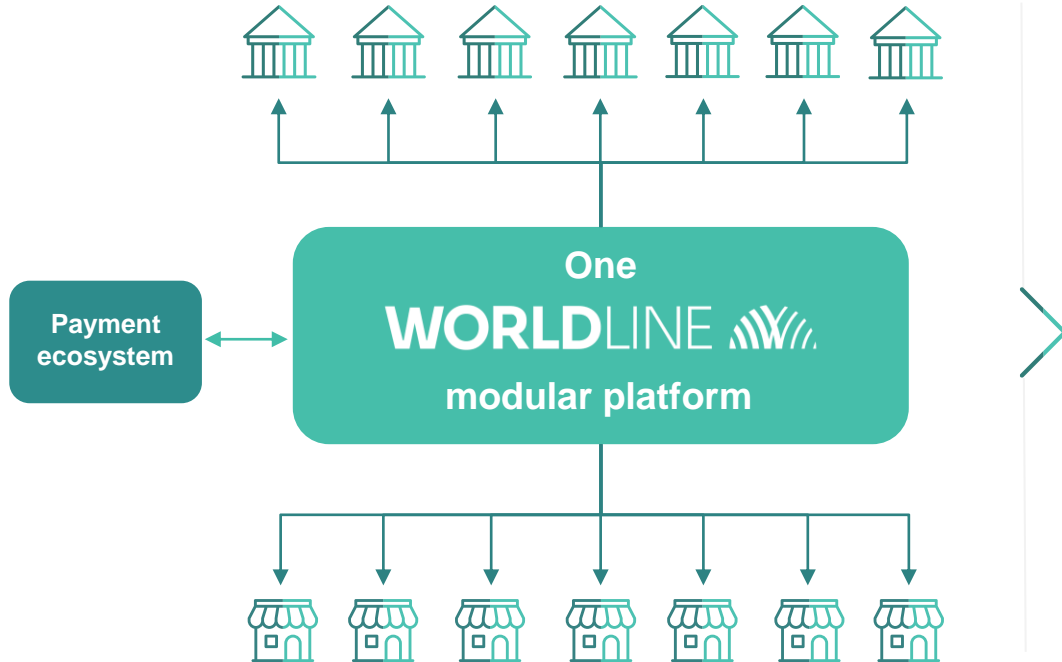 Payment
ecosystem
One
WORLDLINE
modular platform